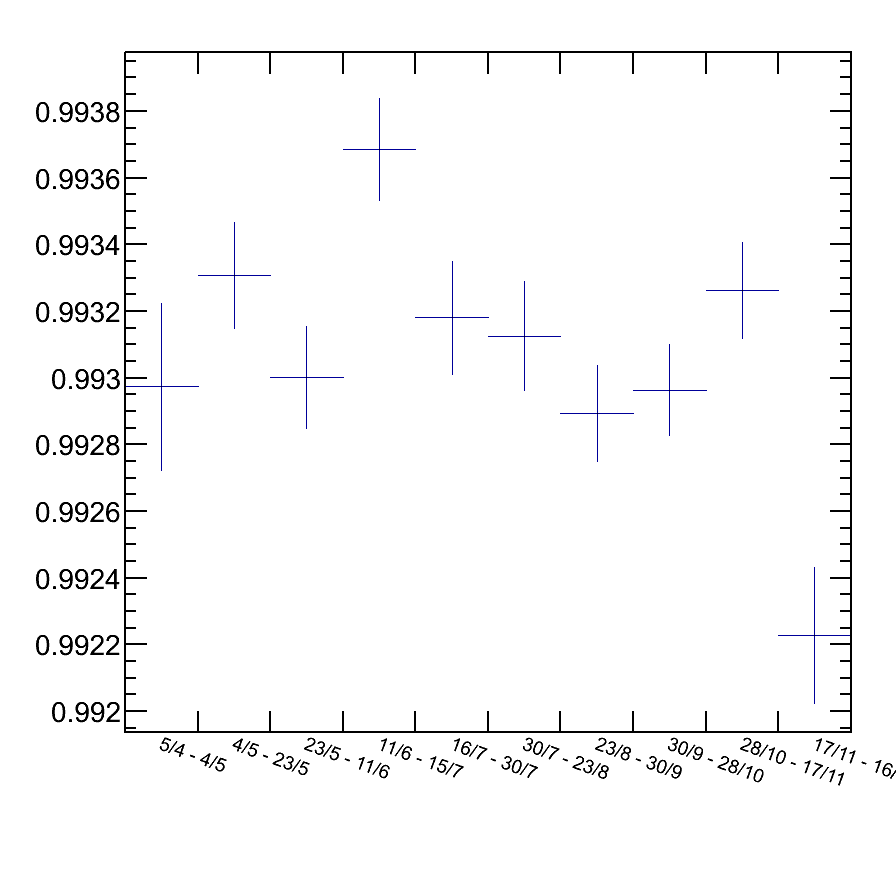 0.9938
0.9936
0.9934
0.9932
0.993
0.9928
0.9926
0.9924
0.9922
0.992
5/4 - 4/5
4/5 - 23/5
23/5 - 11/6
11/6 - 15/7
16/7 - 30/7
30/7 - 23/8
23/8 - 30/9
30/9 - 28/10
28/10 - 17/11
17/11 - 16/